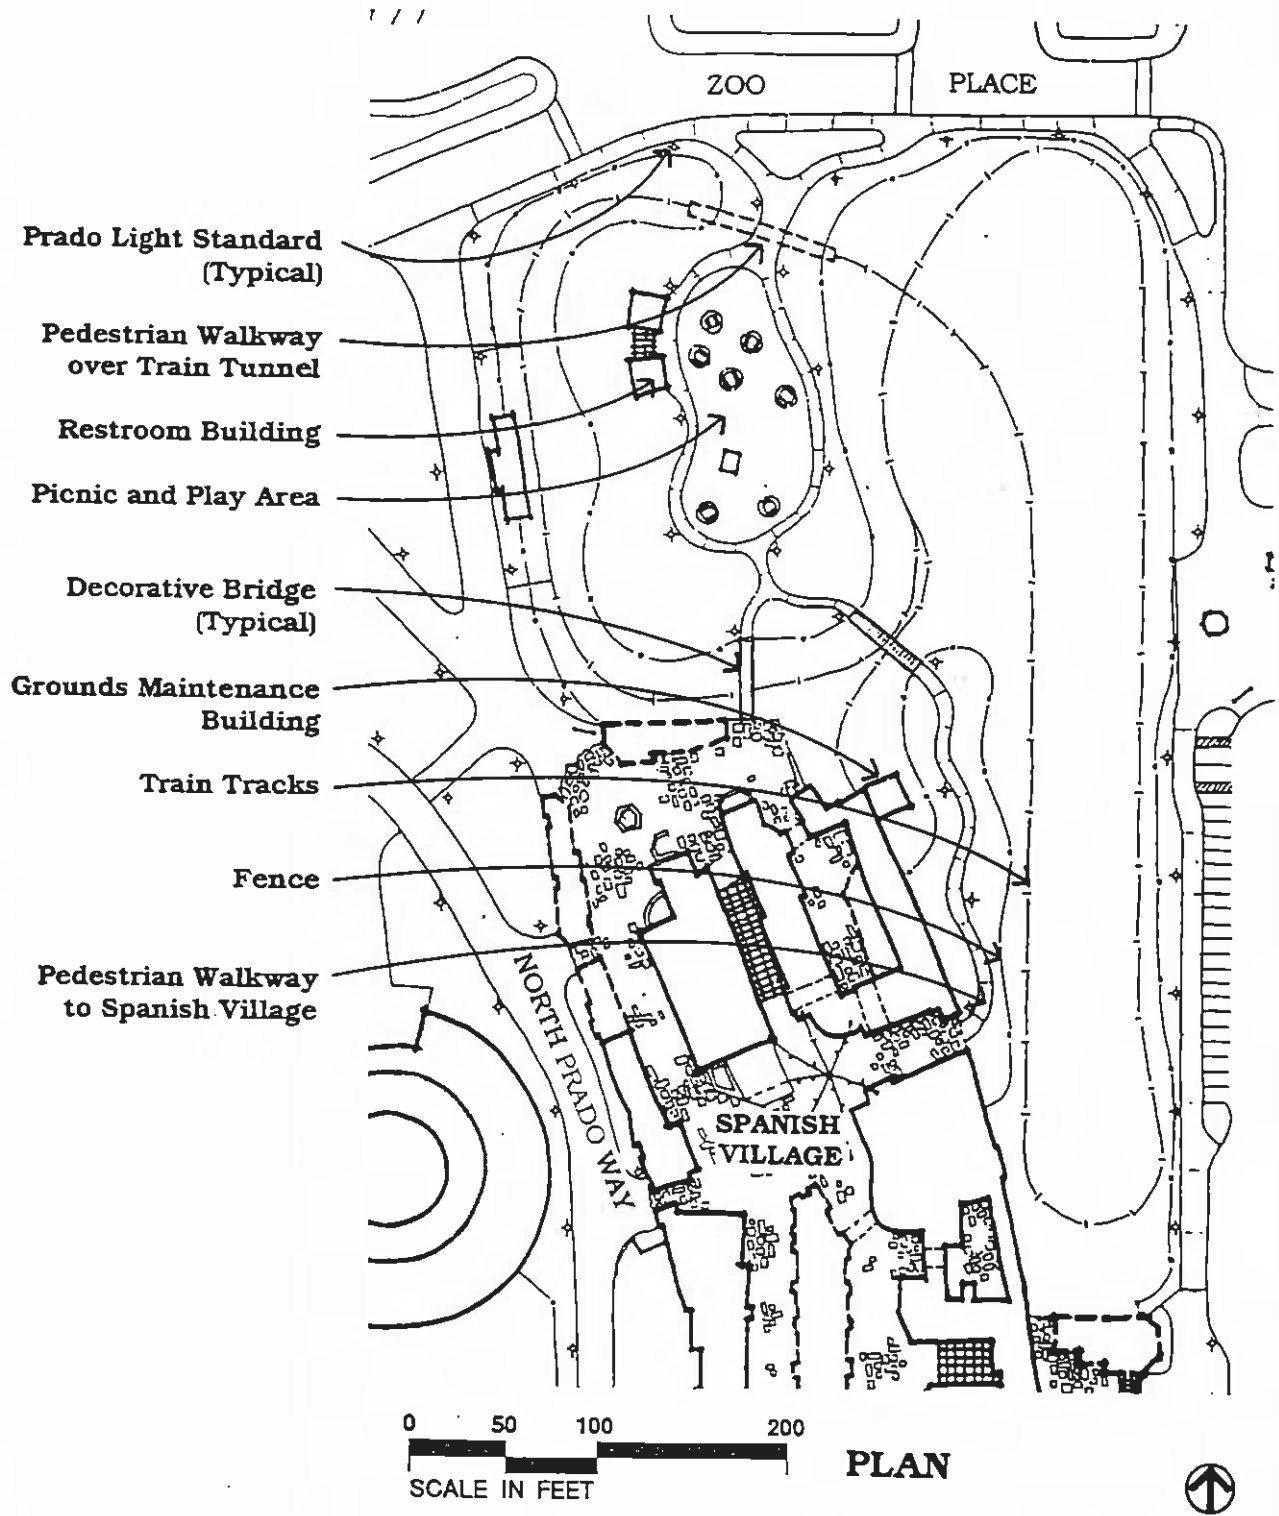 ZOO PLACE
Prado Light Standard
(Typical)
Pedestrian Walkway
over Train Tunnel
Restroom Building
Picnic and Play Area
Decorative Bridge
(Typical)
Grounds Maintenance
Building
Train Tracks
Fence
Pedestrian Walkway
to Spanish Village
NORTH PRADO WAY
SPANISH
VILLAGE
0 50 100 200
SCALE IN FEET
PLAN